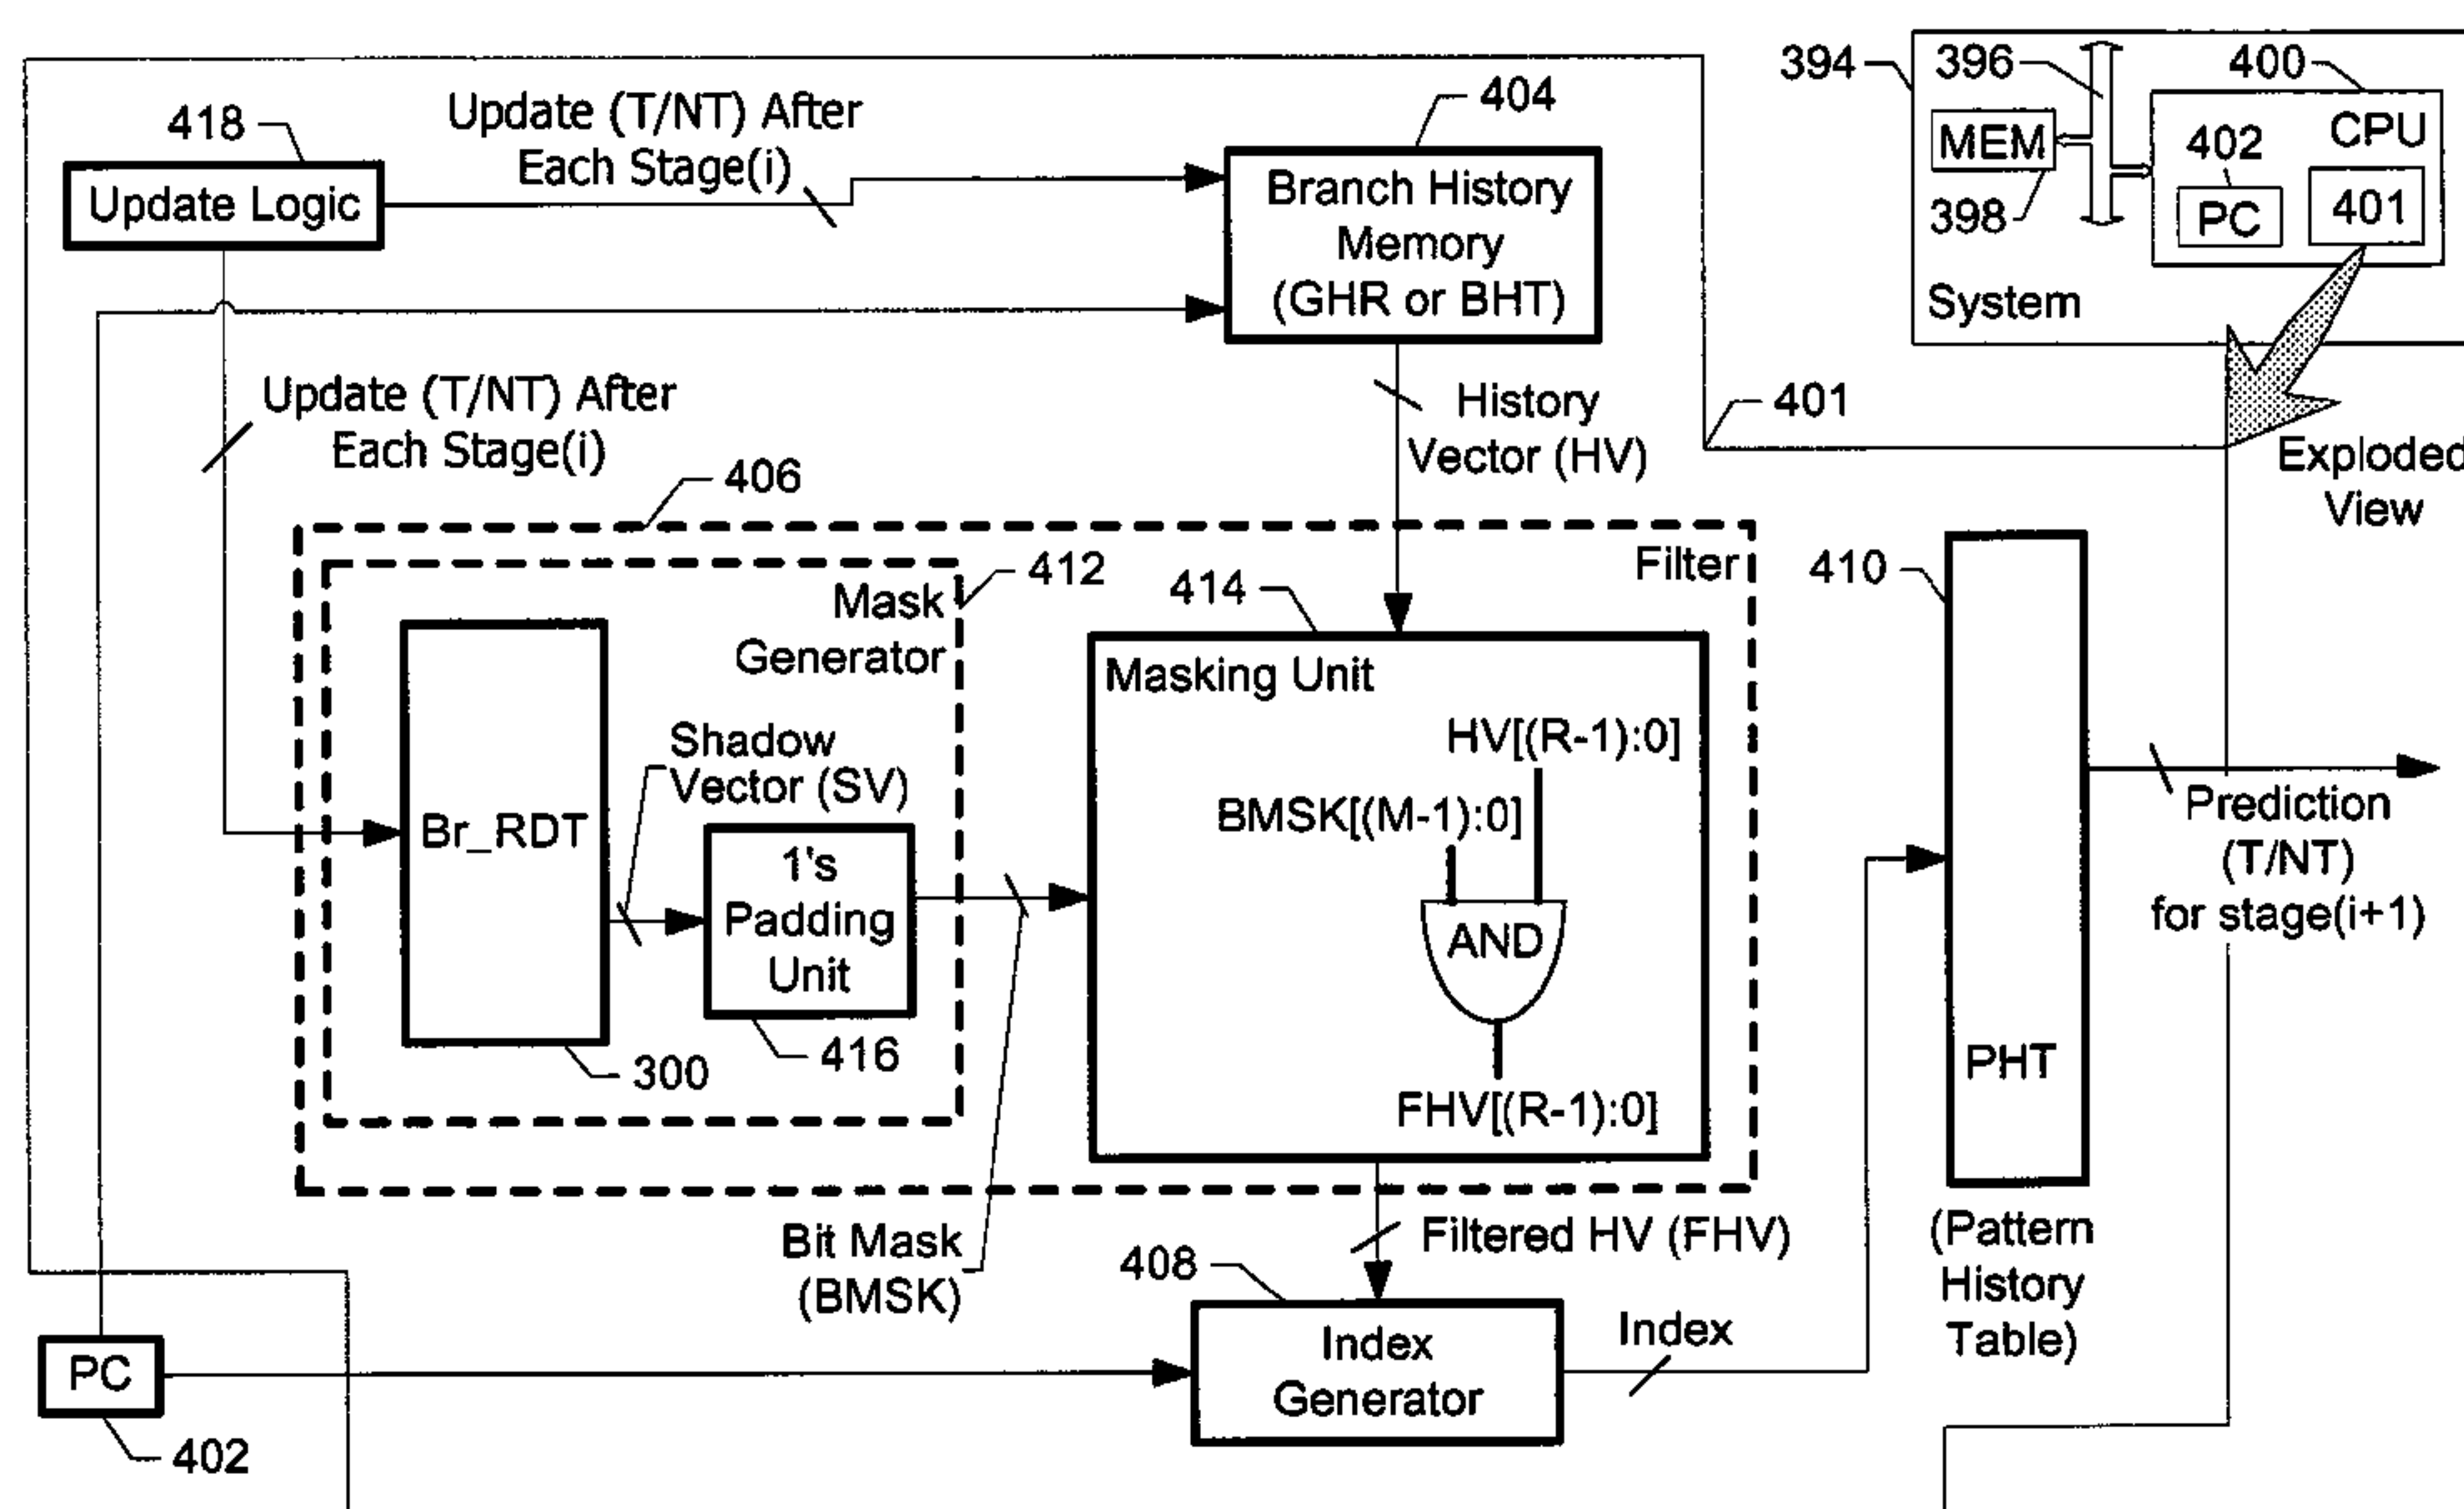 418
Update (T/NT) After
Each Stage(i)
404
Update Logic
Branch History
Memory
(GHR or BHT)
394
396
400
MEM
402
CPU
398
PC
401
System
Update (T/NT) After
Each Stage(i)
History
Vector (HV)
401
Exploded
View
406
Filter
412
Mask
Generator
414
410
Masking Unit
Br_RDT
Shadow
Vector (SV)
1's
Padding
Unit
416
300
HV[(R-1):0]
BMSK[(M-1):0]
AND
FHV[(R-1):0]
PHT
Prediction
(T/NT)
for stage(i+1)
(Pattern
History
Table)
Bit Mask
(BMSK)
Filtered HV (FHV)
408
Index
Generator
Index
PC
402